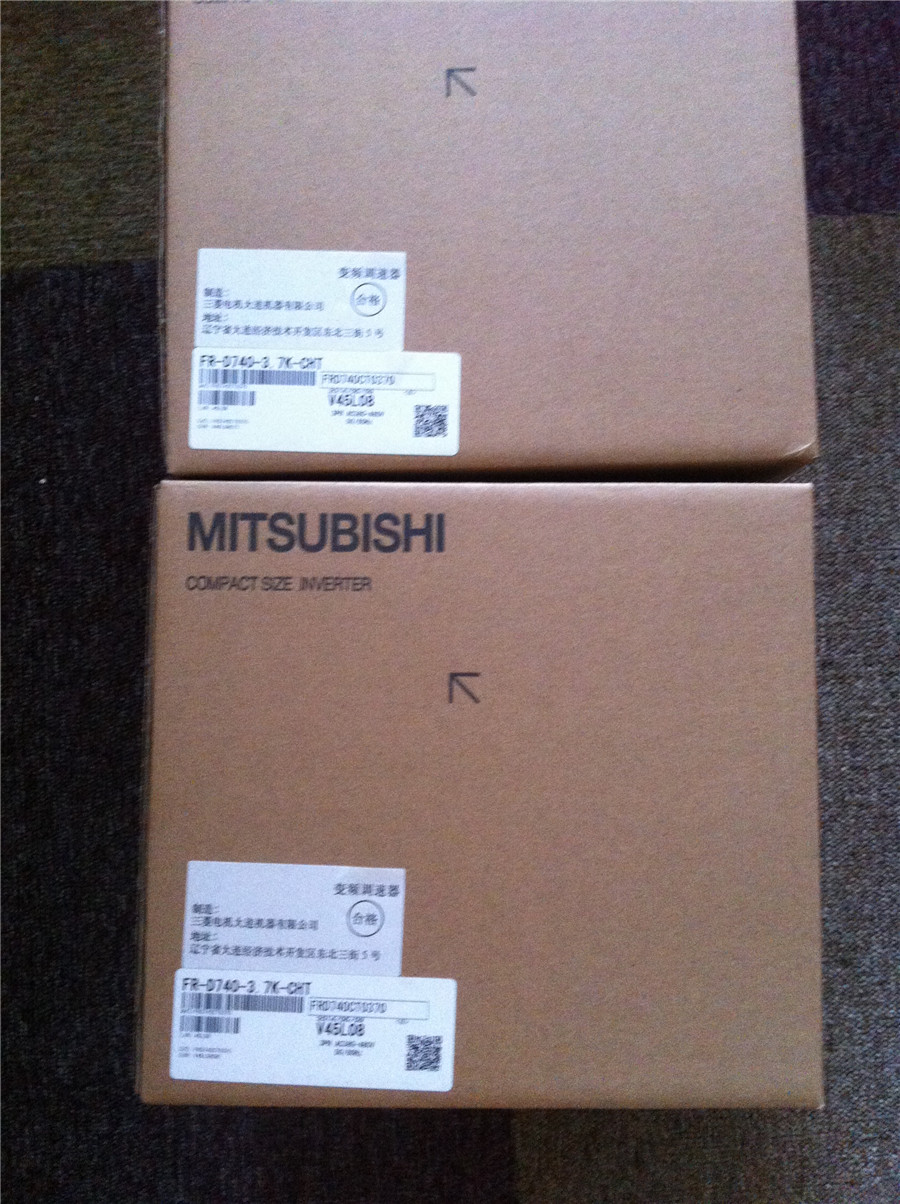 变频调速器
制造:
合格
三菱电机大连机器有限公司
地址:
辽宁省大连经济技术开发区东北三街5号
FR-D740-3.7K-CHT
FRD740CT0370
V45L08
MITSUBISHI
COMPACT SIZE INVERTER
变频调速器
制造:
合格
三菱电机大连机器有限公司
地址:
辽宁省大连经济技术开发区东北三街5号
FR-D740-3.7K-CHT
FRD740CT0370
V45L08